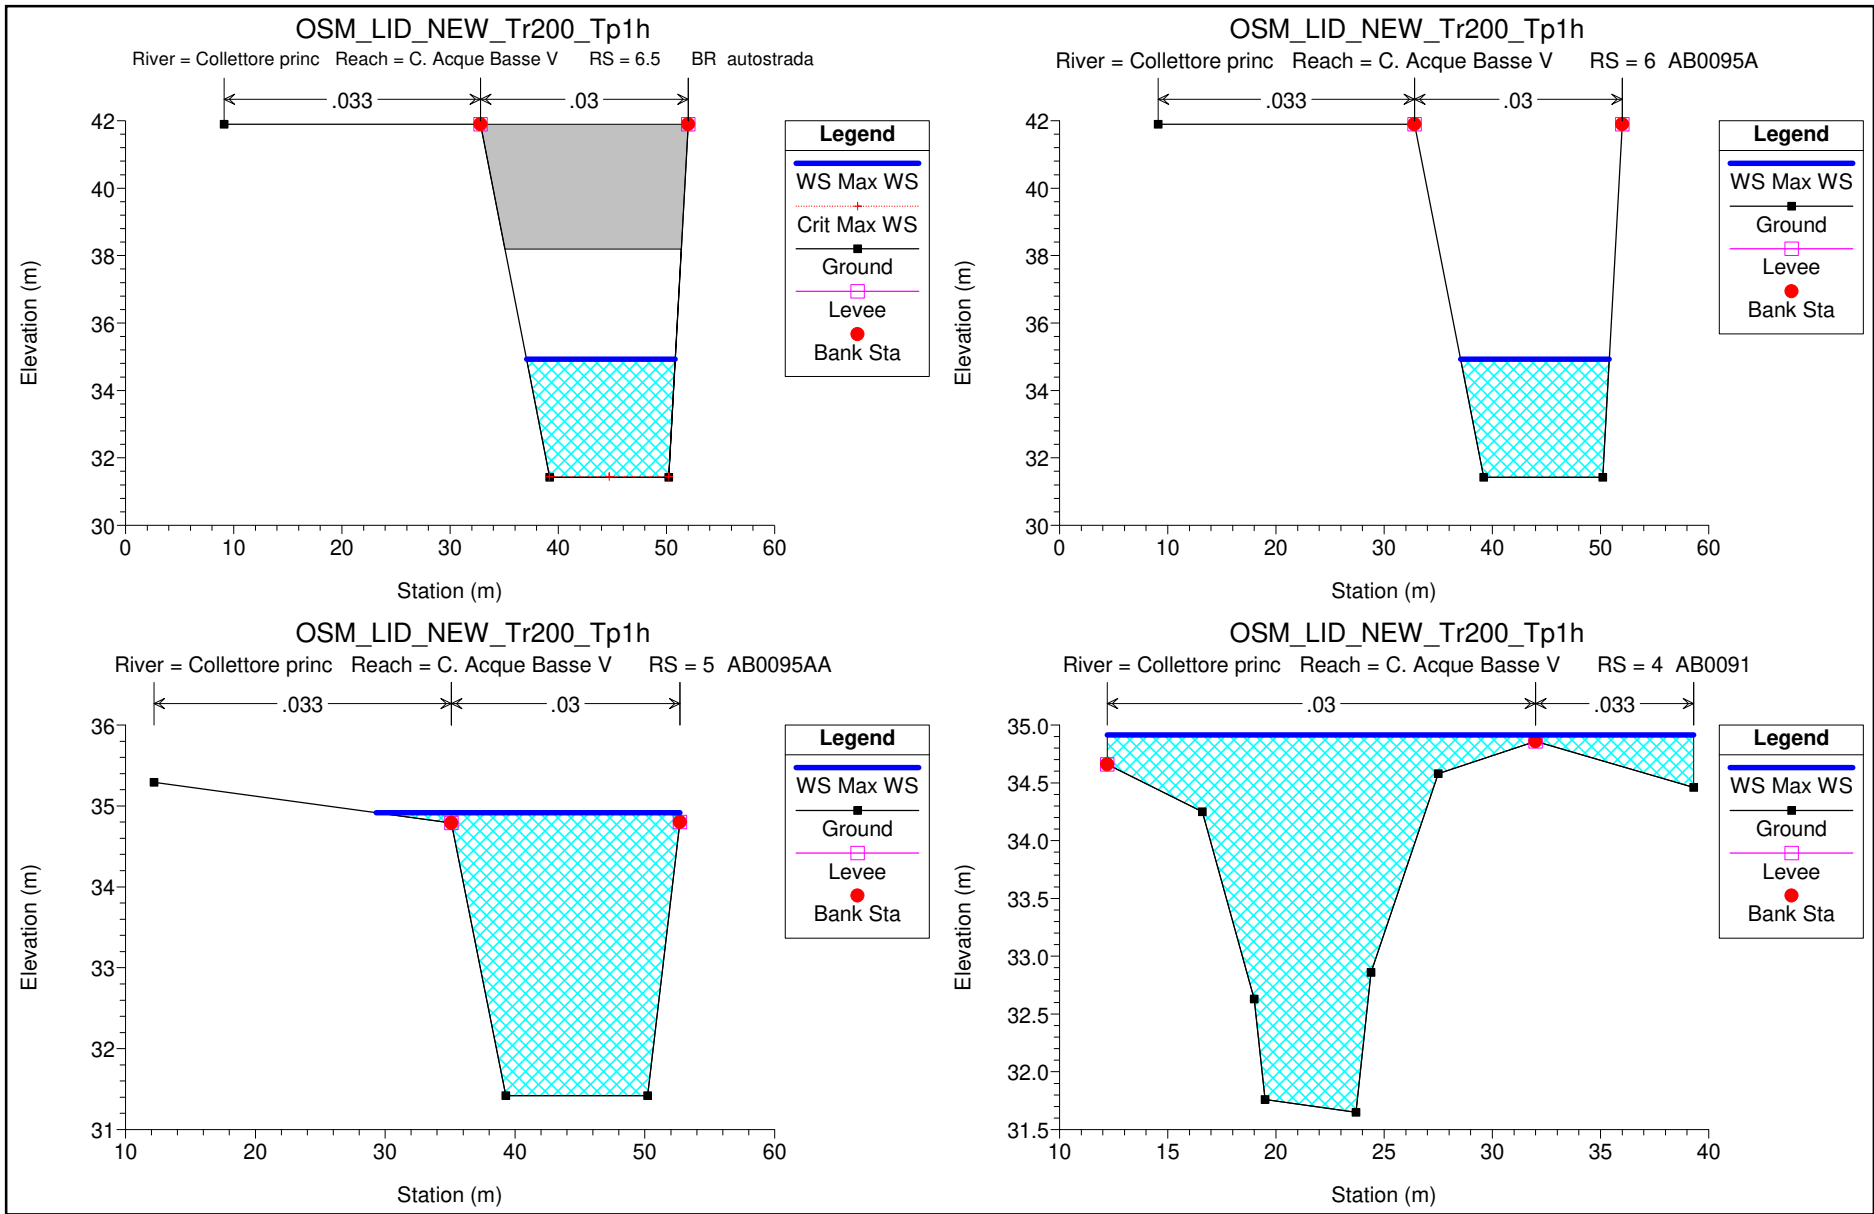 OSM_LID_NEW_Tr200_Tp1h
River = Collettore princ   Reach = C. Acque Basse V      RS = 6.5     BR  autostrada
.033
.03
42
40
38
36
34
32
30
0
10
20
30
40
50
60
Elevation (m)
Station (m)
Legend
WS Max WS
Crit Max WS
Ground
Levee
Bank Sta
OSM_LID_NEW_Tr200_Tp1h
River = Collettore princ   Reach = C. Acque Basse V      RS = 6  AB0095A
.033
.03
42
40
38
36
34
32
30
0
10
20
30
40
50
60
Elevation (m)
Station (m)
Legend
WS Max WS
Ground
Levee
Bank Sta
OSM_LID_NEW_Tr200_Tp1h
River = Collettore princ   Reach = C. Acque Basse V      RS = 5  AB0095AA
.033
.03
36
35
34
33
32
31
10
20
30
40
50
60
Elevation (m)
Station (m)
Legend
WS Max WS
Ground
Levee
Bank Sta
OSM_LID_NEW_Tr200_Tp1h
River = Collettore princ   Reach = C. Acque Basse V      RS = 4  AB0091
.03
.033
35.0
34.5
34.0
33.5
33.0
32.5
32.0
31.5
10
15
20
25
30
35
40
Elevation (m)
Station (m)
Legend
WS Max WS
Ground
Levee
Bank Sta